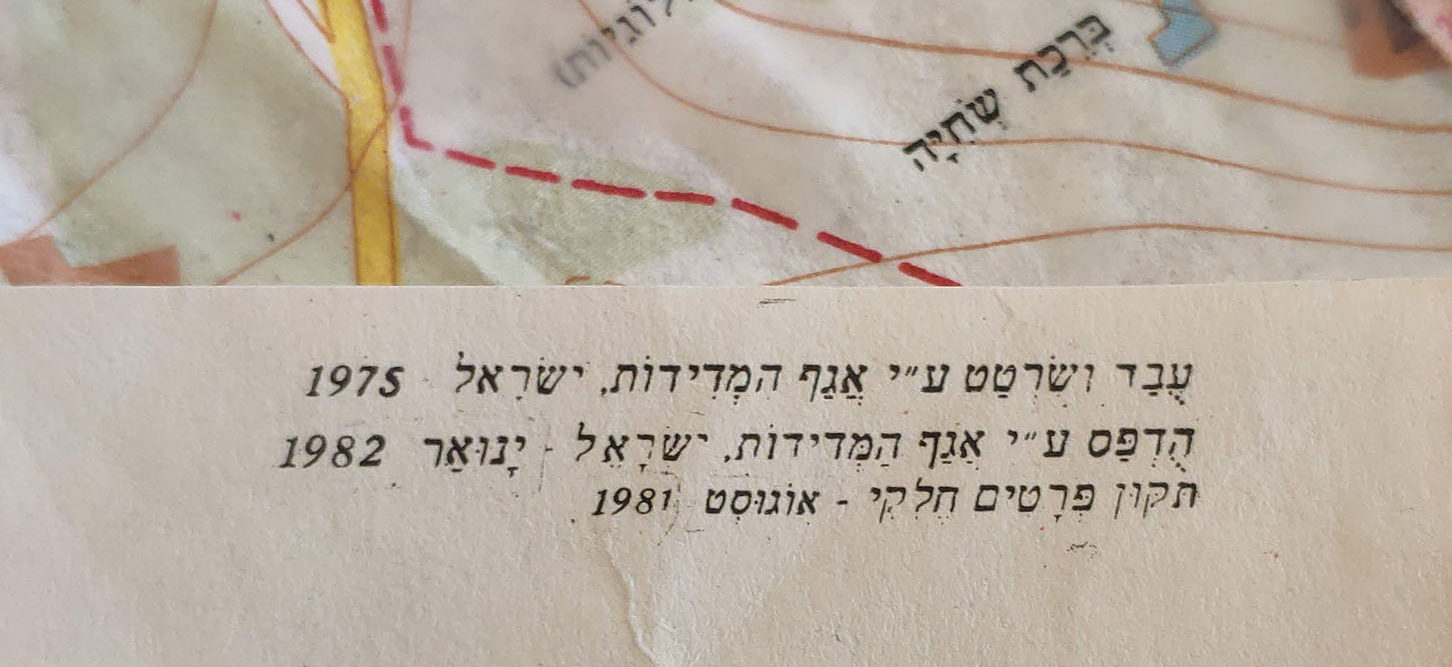 בְּרֵכַת
שְׂחִיָּה
עֻבַּד וְשֻׂרְטַט ע״י אֲגַף הַמְּדִידוֹת, יִשְׂרָאֵל 1975
הֻדְפַּס ע״י אֲגַף הַמְּדִידוֹת, יִשְׂרָאֵל - יָנוּאַר 1982
תִּקּוּן פְּרָטִים חֶלְקִי - אוֹגוּסְט 1981